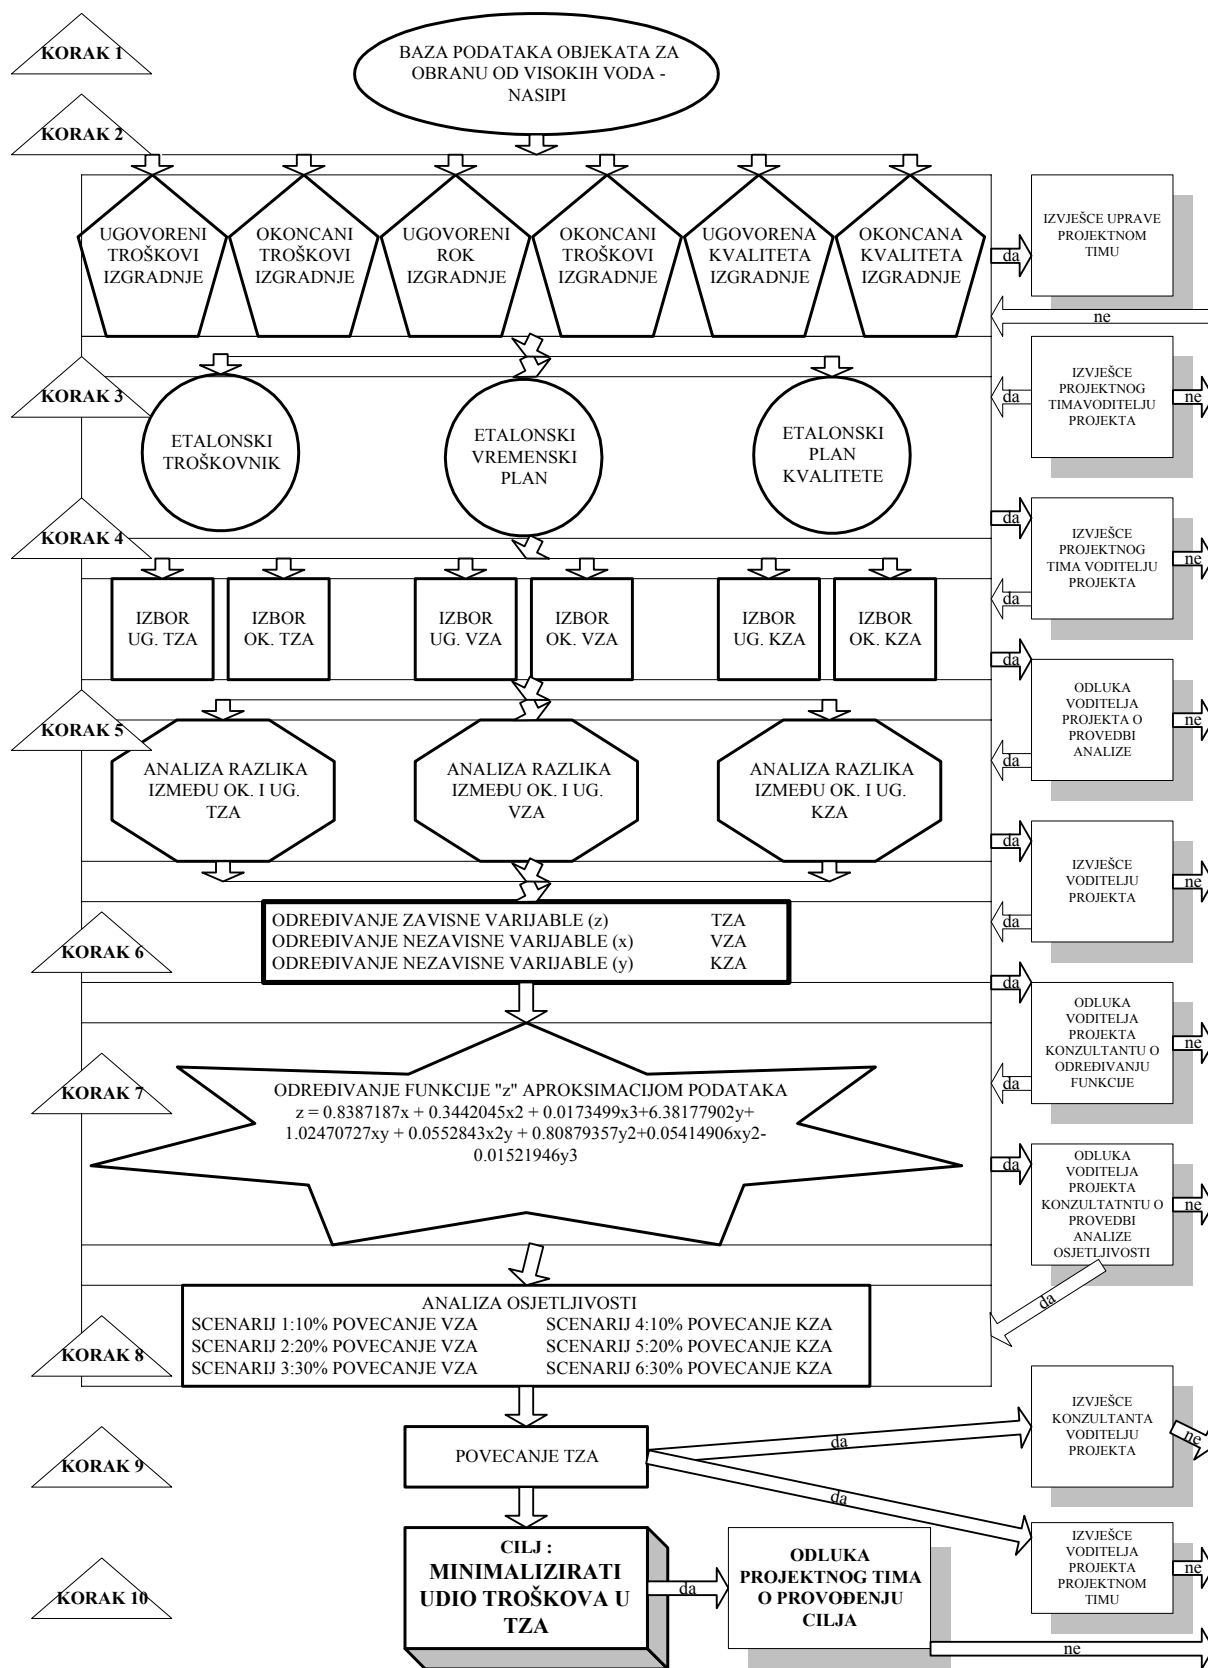 KORAK 1
BAZA PODATAKA OBJEKATA ZA
OBRANU OD VISOKIH VODA -
NASIPI
KORAK 2
UGOVORENI
TROŠKOVI
IZGRADNJE
OKONCANI
TROŠKOVI
IZGRADNJE
UGOVORENI
ROK
IZGRADNJE
OKONCANI
TROŠKOVI
IZGRADNJE
UGOVORENA
KVALITETA
IZGRADNJE
OKONCANA
KVALITETA
IZGRADNJE
da
IZVJEŠCE UPRAVE
PROJEKTNOM
TIMU
ne
KORAK 3
ETALONSKI
TROŠKOVNIK
ETALONSKI
VREMENSKI
PLAN
ETALONSKI
PLAN
KVALITETE
da
IZVJEŠCE
PROJEKTNOG
TIMAVODITELJU
PROJEKTA
ne
KORAK 4
da
IZVJEŠCE
PROJEKTNOG
TIMA VODITELJU
PROJEKTA
ne
da
IZBOR
UG. TZA
IZBOR
OK. TZA
IZBOR
UG. VZA
IZBOR
OK. VZA
IZBOR
UG. KZA
IZBOR
OK. KZA
da
ODLUKA
VODITELJA
PROJEKTA O
PROVEDBI
ANALIZE
ne
da
KORAK 5
ANALIZA RAZLIKA
IZMEĐU OK. I UG.
TZA
ANALIZA RAZLIKA
IZMEĐU OK. I UG.
VZA
ANALIZA RAZLIKA
IZMEĐU OK. I UG.
KZA
da
IZVJEŠCE
VODITELJU
PROJEKTA
ne
da
KORAK 6
ODREĐIVANJE ZAVISNE VARIJABLE (z) TZA
ODREĐIVANJE NEZAVISNE VARIJABLE (x) VZA
ODREĐIVANJE NEZAVISNE VARIJABLE (y) KZA
da
ODLUKA
VODITELJA
PROJEKTA
KONZULTANTU O
ODREĐIVANJU
FUNKCIJE
ne
da
KORAK 7
ODREĐIVANJE FUNKCIJE "z" APROKSIMACIJOM PODATAKA
z = 0.8387187x + 0.3442045x2 + 0.0173499x3+6.38177902y+
1.02470727xy + 0.0552843x2y + 0.80879357y2+0.05414906xy2-
0.01521946y3
da
ODLUKA
VODITELJA
PROJEKTA
KONZULTATNTU O
PROVEDBI
ANALIZE
OSJETLJIVOSTI
ne
da
KORAK 8
ANALIZA OSJETLJIVOSTI
SCENARIJ 1:10% POVECANJE VZA SCENARIJ 4:10% POVECANJE KZA
SCENARIJ 2:20% POVECANJE VZA SCENARIJ 5:20% POVECANJE KZA
SCENARIJ 3:30% POVECANJE VZA SCENARIJ 6:30% POVECANJE KZA
KORAK 9
POVECANJE TZA
da
IZVJEŠCE
KONZULTANTA
VODITELJU
PROJEKTA
ne
da
IZVJEŠCE
VODITELJA
PROJEKTA
PROJEKTNOM
TIMU
ne
KORAK 10
CILJ :
MINIMALIZIRATI
UDIO TROŠKOVA U
TZA
da
ODLUKA
PROJEKTNOG TIMA
O PROVOĐENJU
CILJA
ne